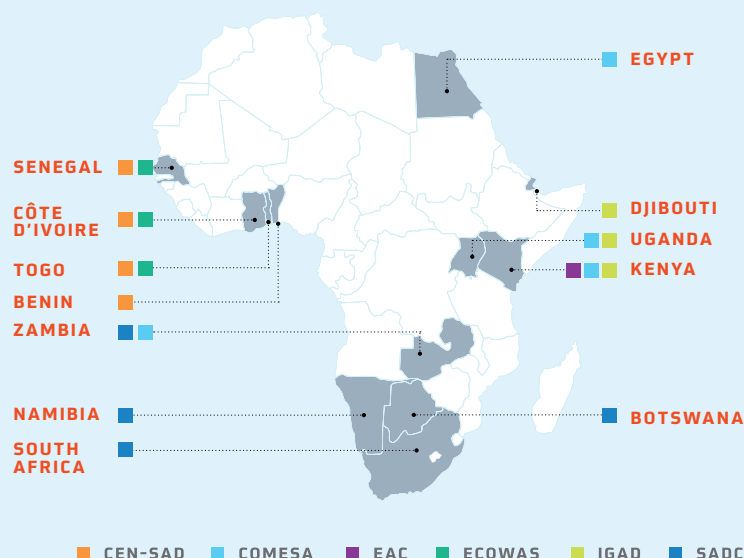 EGYPT
SENEGAL
CÔTE
D'IVOIRE
DJIBOUTI
UGANDA
TOGO
KENYA
BENIN
ZAMBIA
NAMIBIA
BOTSWANA
SOUTH
AFRICA
CEN-SAD COMESA EAC ECOWAS IGAD SADC